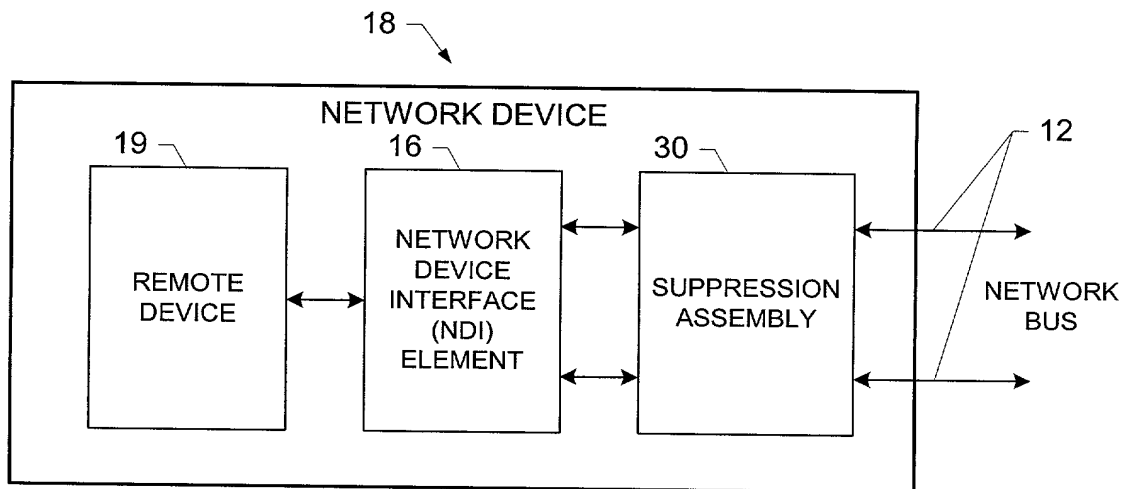 18
NETWORK DEVICE
19
16
30
12
REMOTE
DEVICE
NETWORK
DEVICE
INTERFACE
(NDI)
ELEMENT
SUPPRESSION
ASSEMBLY
NETWORK
BUS